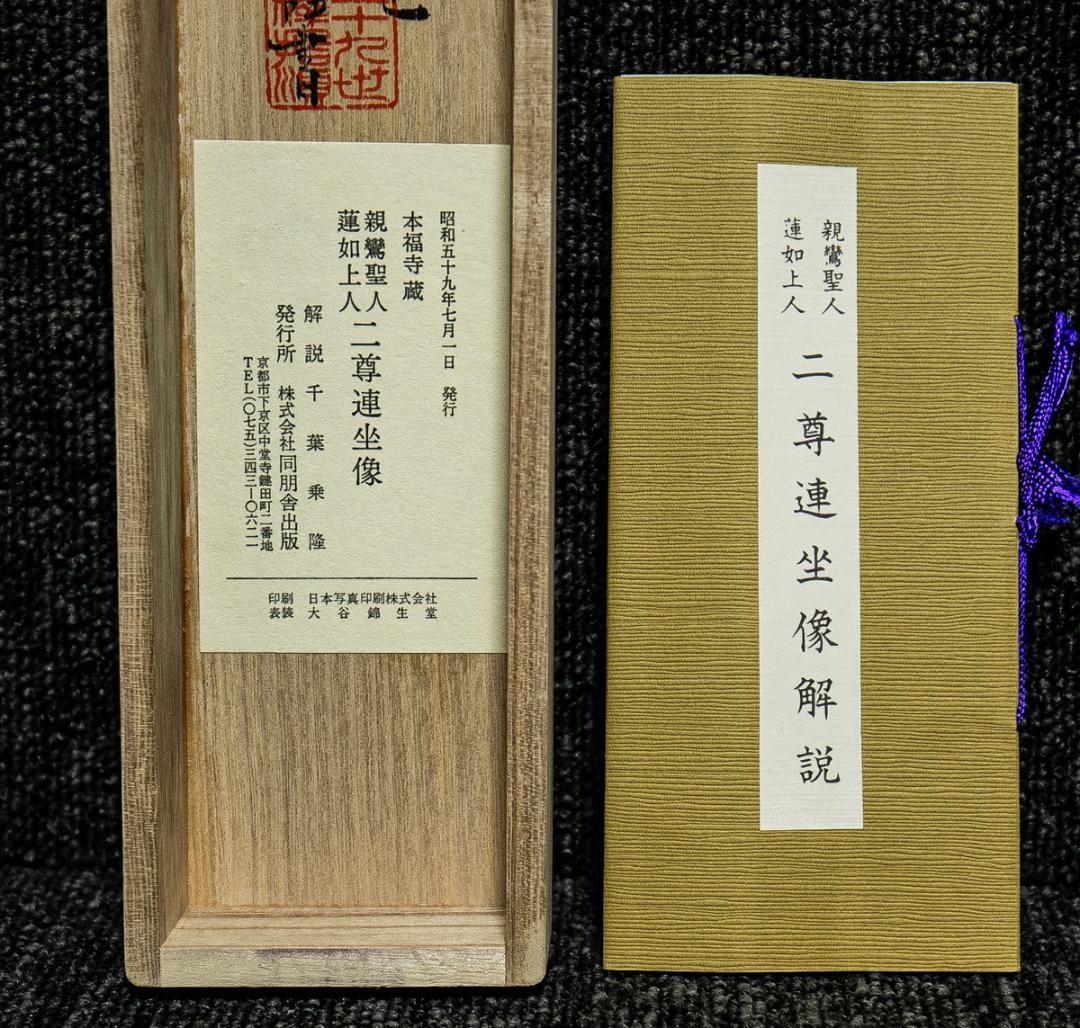 十九世
昭和五十九年七月一日　発行
本福寺蔵
親鸞聖人
蓮如上人
二尊連坐像
解説　千葉乗隆
発行所　株式会社同朋舎出版
京都市下京区中堂寺鍵田町二番地
TEL(〇七五)三四三ー〇六二一
印刷　日本写真印刷株式会社
表装　大谷錦生堂
親鸞聖人
蓮如上人
二尊連坐像解説